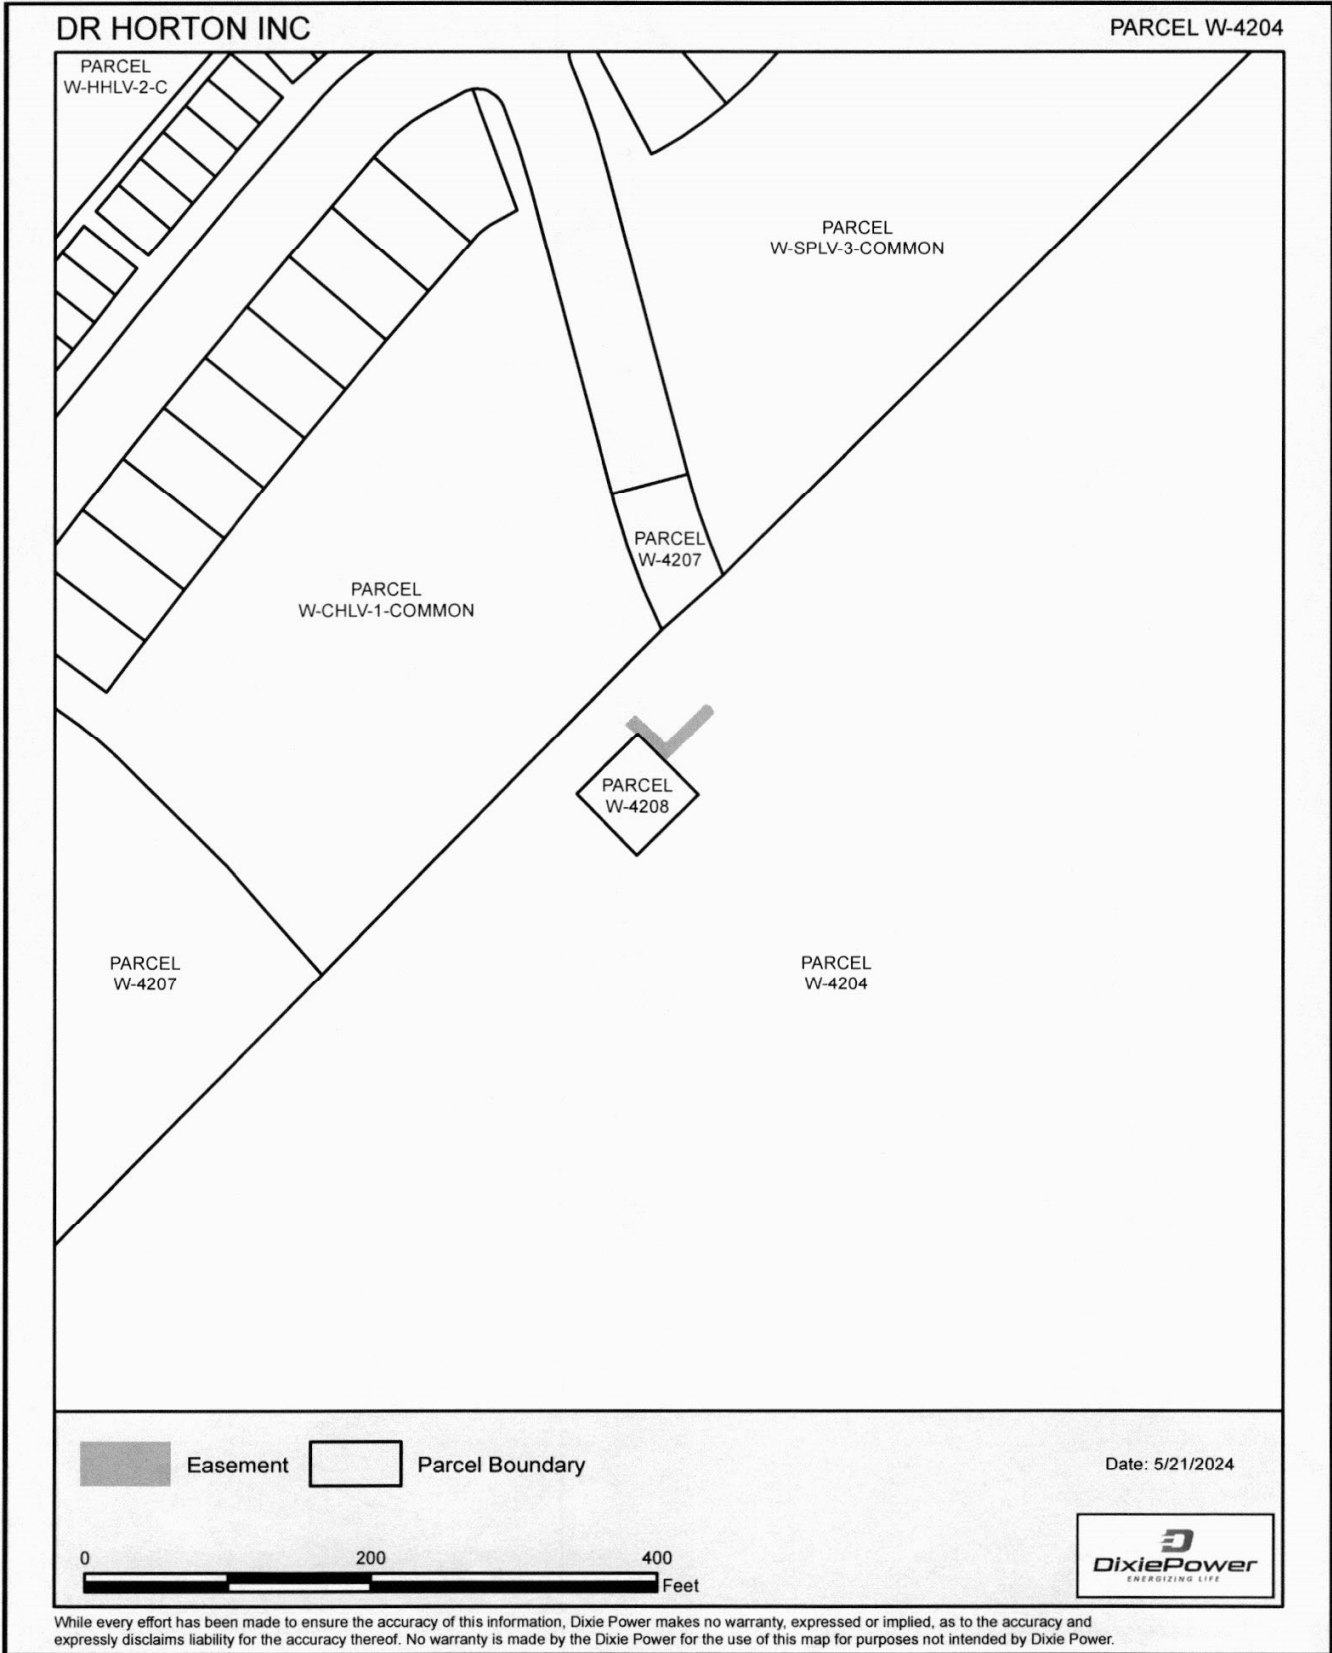 DR HORTON INC
PARCEL W-4204
PARCEL
W-HHLV-2-C
PARCEL
W-SPLV-3-COMMON
PARCEL
W-4207
PARCEL
W-CHLV-1-COMMON
PARCEL
W-4208
PARCEL
W-4207
PARCEL
W-4204
Easement
Parcel Boundary
Date: 5/21/2024
0 200 400
Feet
DixiePower
ENERGIZING LIFE
While every effort has been made to ensure the accuracy of this information, Dixie Power makes no warranty, expressed or implied, as to the accuracy and
expressly disclaims liability for the accuracy thereof. No warranty is made by the Dixie Power for the use of this map for purposes not intended by Dixie Power.